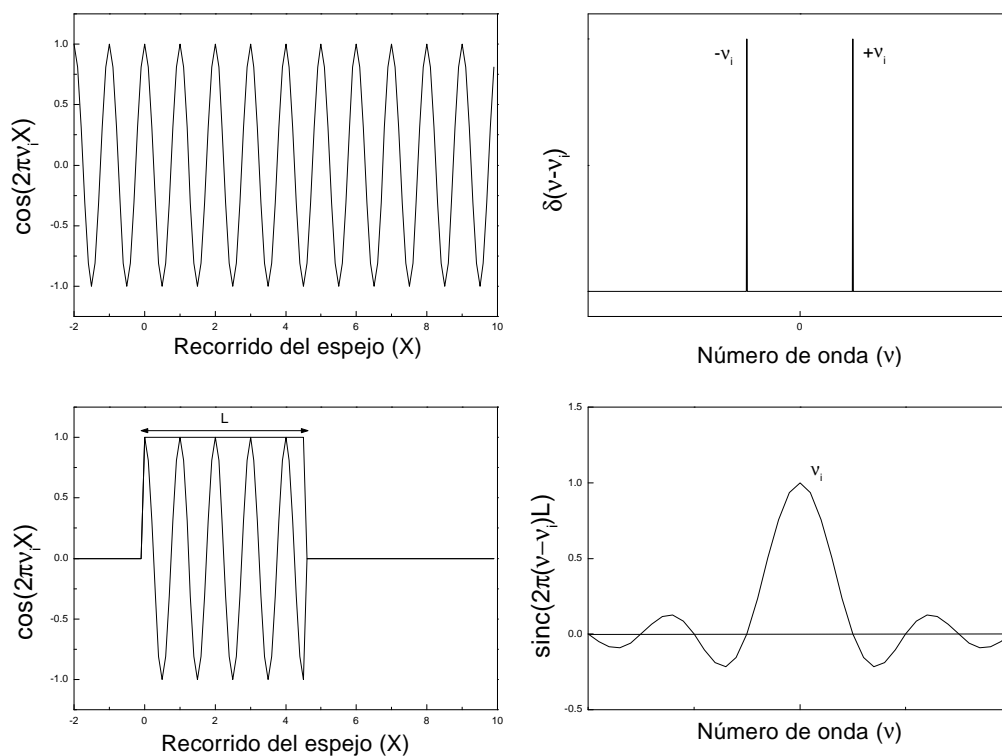 cos(2πν_iX)
1.0
0.5
0.0
-0.5
-1.0
-2 0 2 4 6 8 10
Recorrido del espejo (X)
δ(ν-ν_i)
-ν_i
+ν_i
0
Número de onda (ν)
cos(2πν_iX)
1.0
0.5
0.0
-0.5
-1.0
L
-2 0 2 4 6 8 10
Recorrido del espejo (X)
sinc(2π(ν−ν_i)L)
1.5
1.0
0.5
0.0
-0.5
ν_i
Número de onda (ν)